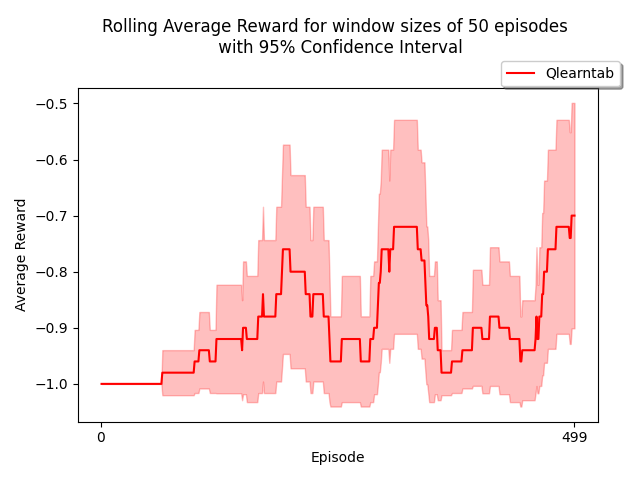 Rolling Average Reward for window sizes of 50 episodes
with 95% Confidence Interval
Qlearntab
−0.5
−0.6
−0.7
−0.8
−0.9
−1.0
Average Reward
0
499
Episode